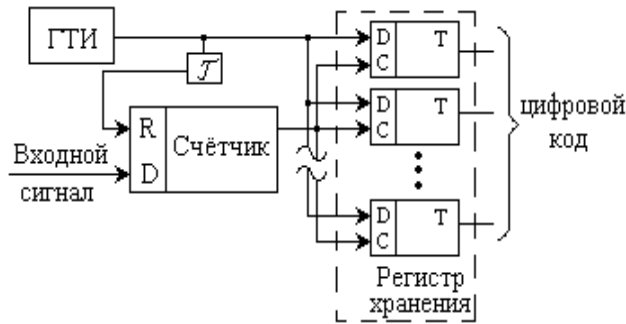 ГТИ
𝒯
R
D
Счётчик
Входной
сигнал
D
C
T
D
C
T
D
C
T
Регистр
хранения
цифровой
код